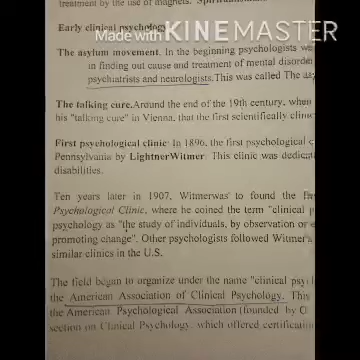 treatment by the use of magnets.
Early clinical psychology
Made with KINEMASTER
The asylum movement. In the beginning psychologists we
in finding out cause and treatment of mental disorde
psychiatrists and neurologists.This was called The asy
The talking cure.Around the end of the 19th century, when
his "talking cure" in Vienna, that the first scientifically clinic
First psychological clinic: In 1896, the first psychological c
Pennsylvania by LightnerWitmer. This clinic was dedicat
disabilities.
Ten years later in 1907, Witmerwas to found the
Psychological Clinic, where he coined the term "clinical p
psychology as "the study of individuals, by observation or e
promoting change". Other psychologists followed Witmer's
similar clinics in the U.S.
The field began to organize under the name "clinical psy
the American Association of Clinical Psychology. This
the American Psychological Association (founded by
section on Clinical Psychology, which offered certification